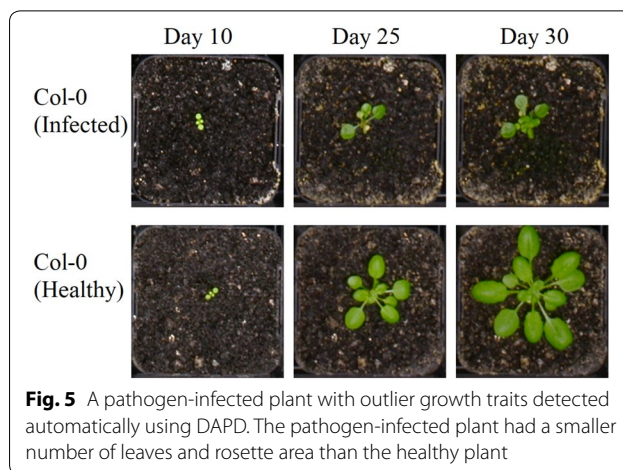 Day 10 Day 25 Day 30
Col-0
(Infected)
Col-0
(Healthy)
Fig. 5 A pathogen-infected plant with outlier growth traits detected
automatically using DAPD. The pathogen-infected plant had a smaller
number of leaves and rosette area than the healthy plant